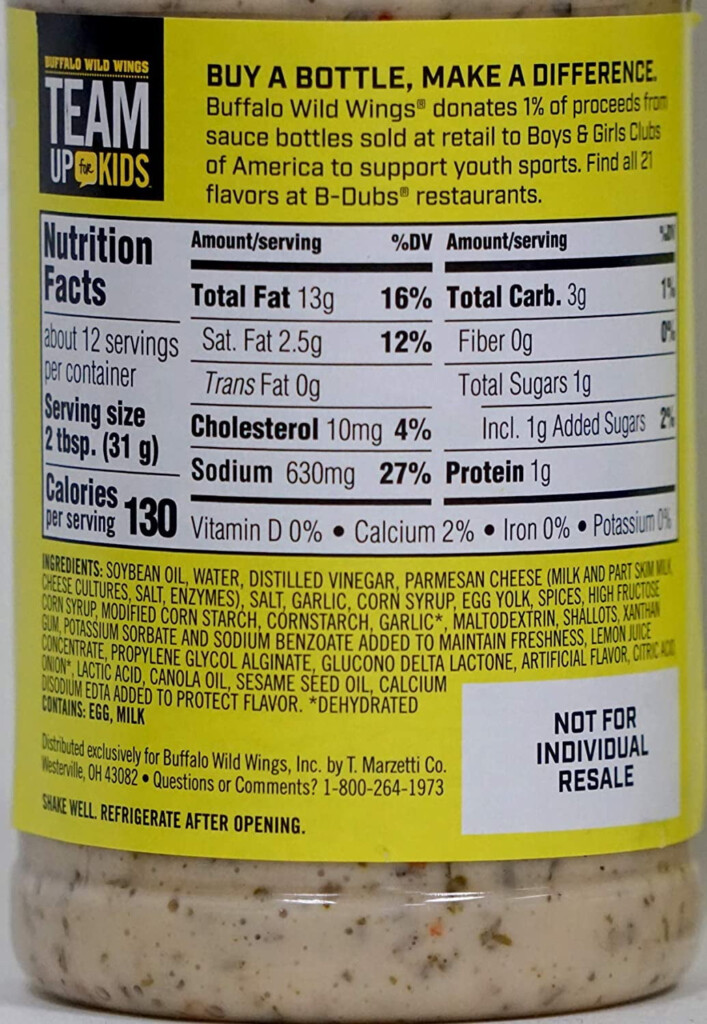 BUFFALO WILD WINGS
TEAM
UP for KIDS
BUY A BOTTLE, MAKE A DIFFERENCE.
Buffalo Wild Wings® donates 1% of proceeds from
sauce bottles sold at retail to Boys & Girls Clubs
of America to support youth sports. Find all 21
flavors at B-Dubs® restaurants.
Nutrition
Facts
about 12 servings
per container
Serving size
2 tbsp. (31 g)
Calories
per serving 130
Amount/serving %DV
Total Fat 13g 16%
Sat. Fat 2.5g 12%
Trans Fat 0g
Cholesterol 10mg 4%
Sodium 630mg 27%
Amount/serving %DV
Total Carb. 3g 1%
Fiber 0g 0%
Total Sugars 1g
Incl. 1g Added Sugars 2%
Protein 1g
Vitamin D 0% • Calcium 2% • Iron 0% • Potassium 0%
INGREDIENTS: SOYBEAN OIL, WATER, DISTILLED VINEGAR, PARMESAN CHEESE (MILK AND PART SKIM MILK,
CHEESE CULTURES, SALT, ENZYMES), SALT, GARLIC, CORN SYRUP, EGG YOLK, SPICES, HIGH FRUCTOSE
CORN SYRUP, MODIFIED CORN STARCH, CORNSTARCH, GARLIC*, MALTODEXTRIN, SHALLOTS, XANTHAN
GUM, POTASSIUM SORBATE AND SODIUM BENZOATE ADDED TO MAINTAIN FRESHNESS, LEMON JUICE
CONCENTRATE, PROPYLENE GLYCOL ALGINATE, GLUCONO DELTA LACTONE, ARTIFICIAL FLAVOR, CITRIC ACID,
ONION*, LACTIC ACID, CANOLA OIL, SESAME SEED OIL, CALCIUM
DISODIUM EDTA ADDED TO PROTECT FLAVOR. *DEHYDRATED
CONTAINS: EGG, MILK
Distributed exclusively for Buffalo Wild Wings, Inc. by T. Marzetti Co.
Westerville, OH 43082 • Questions or Comments? 1-800-264-1973
SHAKE WELL. REFRIGERATE AFTER OPENING.
NOT FOR
INDIVIDUAL
RESALE